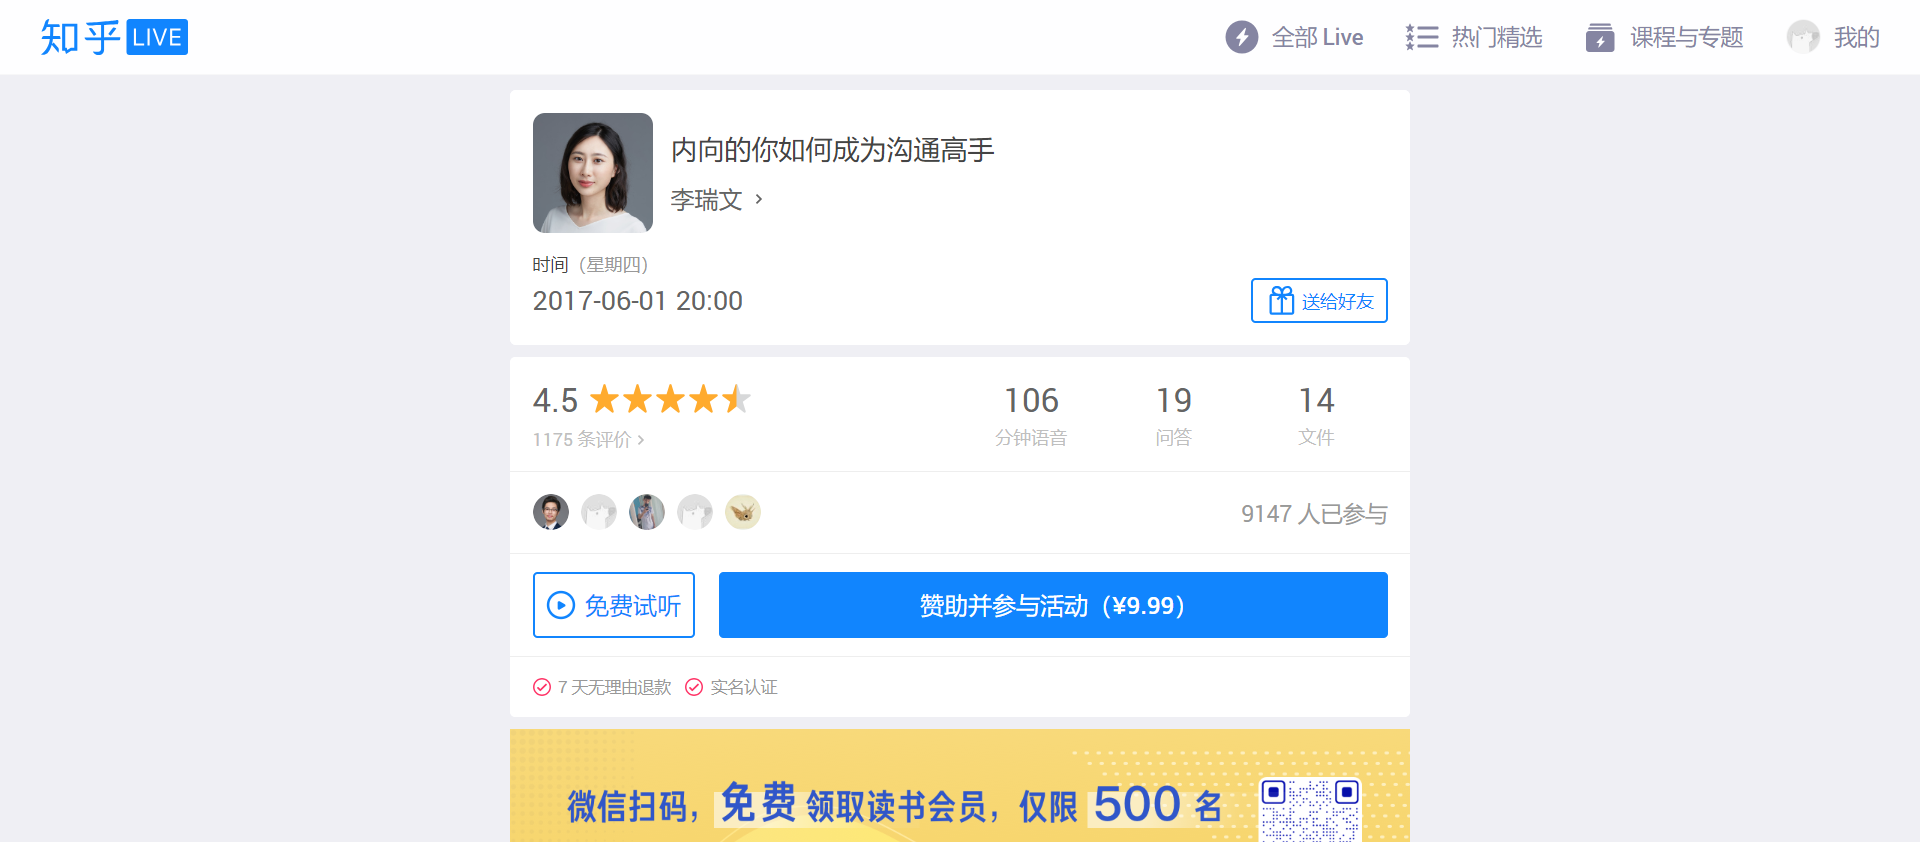 知乎 LIVE
全部 Live
热门精选
课程与专题
我的
内向的你如何成为沟通高手
李瑞文
时间（星期四）
2017-06-01 20:00
送给好友
4.5
1175 条评价
106
分钟语音
19
问答
14
文件
9147 人已参与
免费试听
赞助并参与活动（¥9.99）
7 天无理由退款
实名认证
微信扫码，免费领取读书会员，仅限 500 名